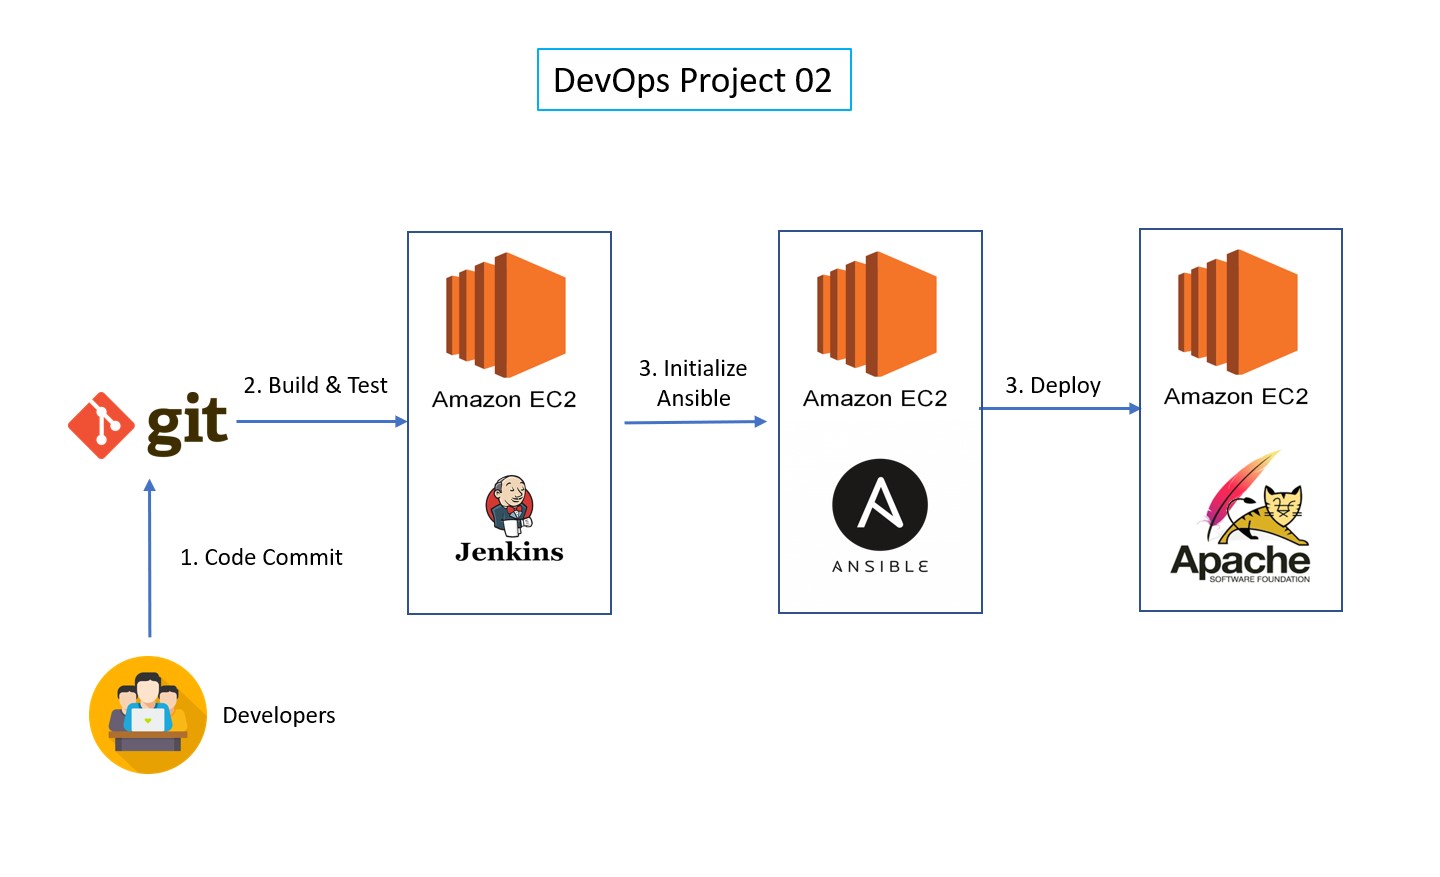 DevOps Project 02
2. Build & Test
git
1. Code Commit
Developers
Amazon EC2
Jenkins
3. Initialize
Ansible
Amazon EC2
ANSIBLE
3. Deploy
Amazon EC2
Apache
SOFTWARE FOUNDATION